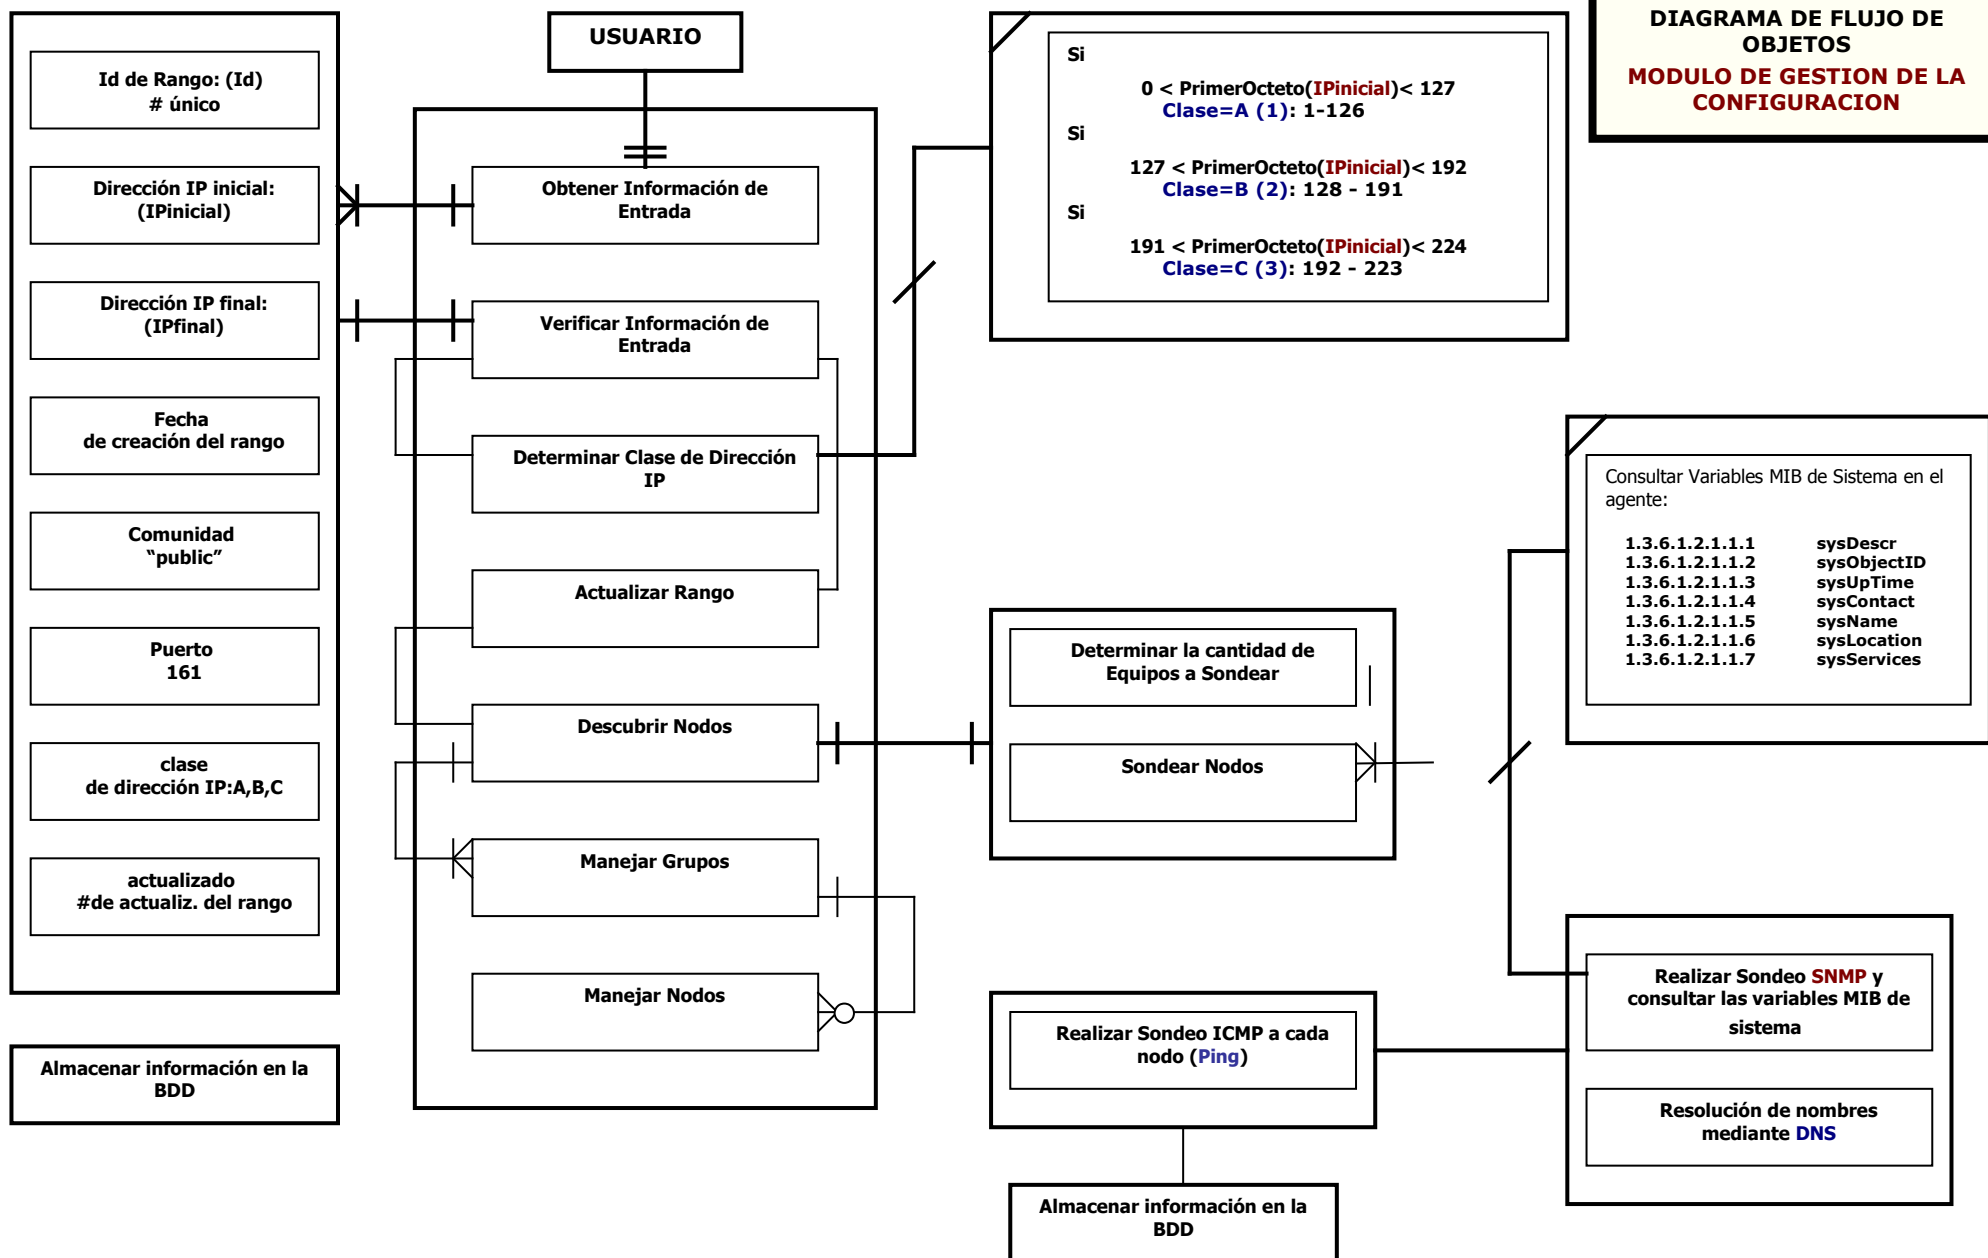 DIAGRAMA DE FLUJO DE
OBJETOS
MODULO DE GESTION DE LA
CONFIGURACION
Id de Rango: (Id)
# único
Dirección IP inicial:
(IPinicial)
Dirección IP final:
(IPfinal)
Fecha
de creación del rango
Comunidad
“public”
Puerto
161
clase
de dirección IP:A,B,C
actualizado
#de actualiz. del rango
Almacenar información en la
BDD
USUARIO
Obtener Información de
Entrada
Verificar Información de
Entrada
Determinar Clase de Dirección
IP
Actualizar Rango
Descubrir Nodos
Manejar Grupos
Manejar Nodos
Si
0 < PrimerOcteto(IPinicial)< 127
Clase=A (1): 1-126
Si
127 < PrimerOcteto(IPinicial)< 192
Clase=B (2): 128 - 191
Si
191 < PrimerOcteto(IPinicial)< 224
Clase=C (3): 192 - 223
Determinar la cantidad de
Equipos a Sondear
Sondear Nodos
Realizar Sondeo ICMP a cada
nodo (Ping)
Almacenar información en la
BDD
Consultar Variables MIB de Sistema en el
agente:
1.3.6.1.2.1.1.1 sysDescr
1.3.6.1.2.1.1.2 sysObjectID
1.3.6.1.2.1.1.3 sysUpTime
1.3.6.1.2.1.1.4 sysContact
1.3.6.1.2.1.1.5 sysName
1.3.6.1.2.1.1.6 sysLocation
1.3.6.1.2.1.1.7 sysServices
Realizar Sondeo SNMP y
consultar las variables MIB de
sistema
Resolución de nombres
mediante DNS